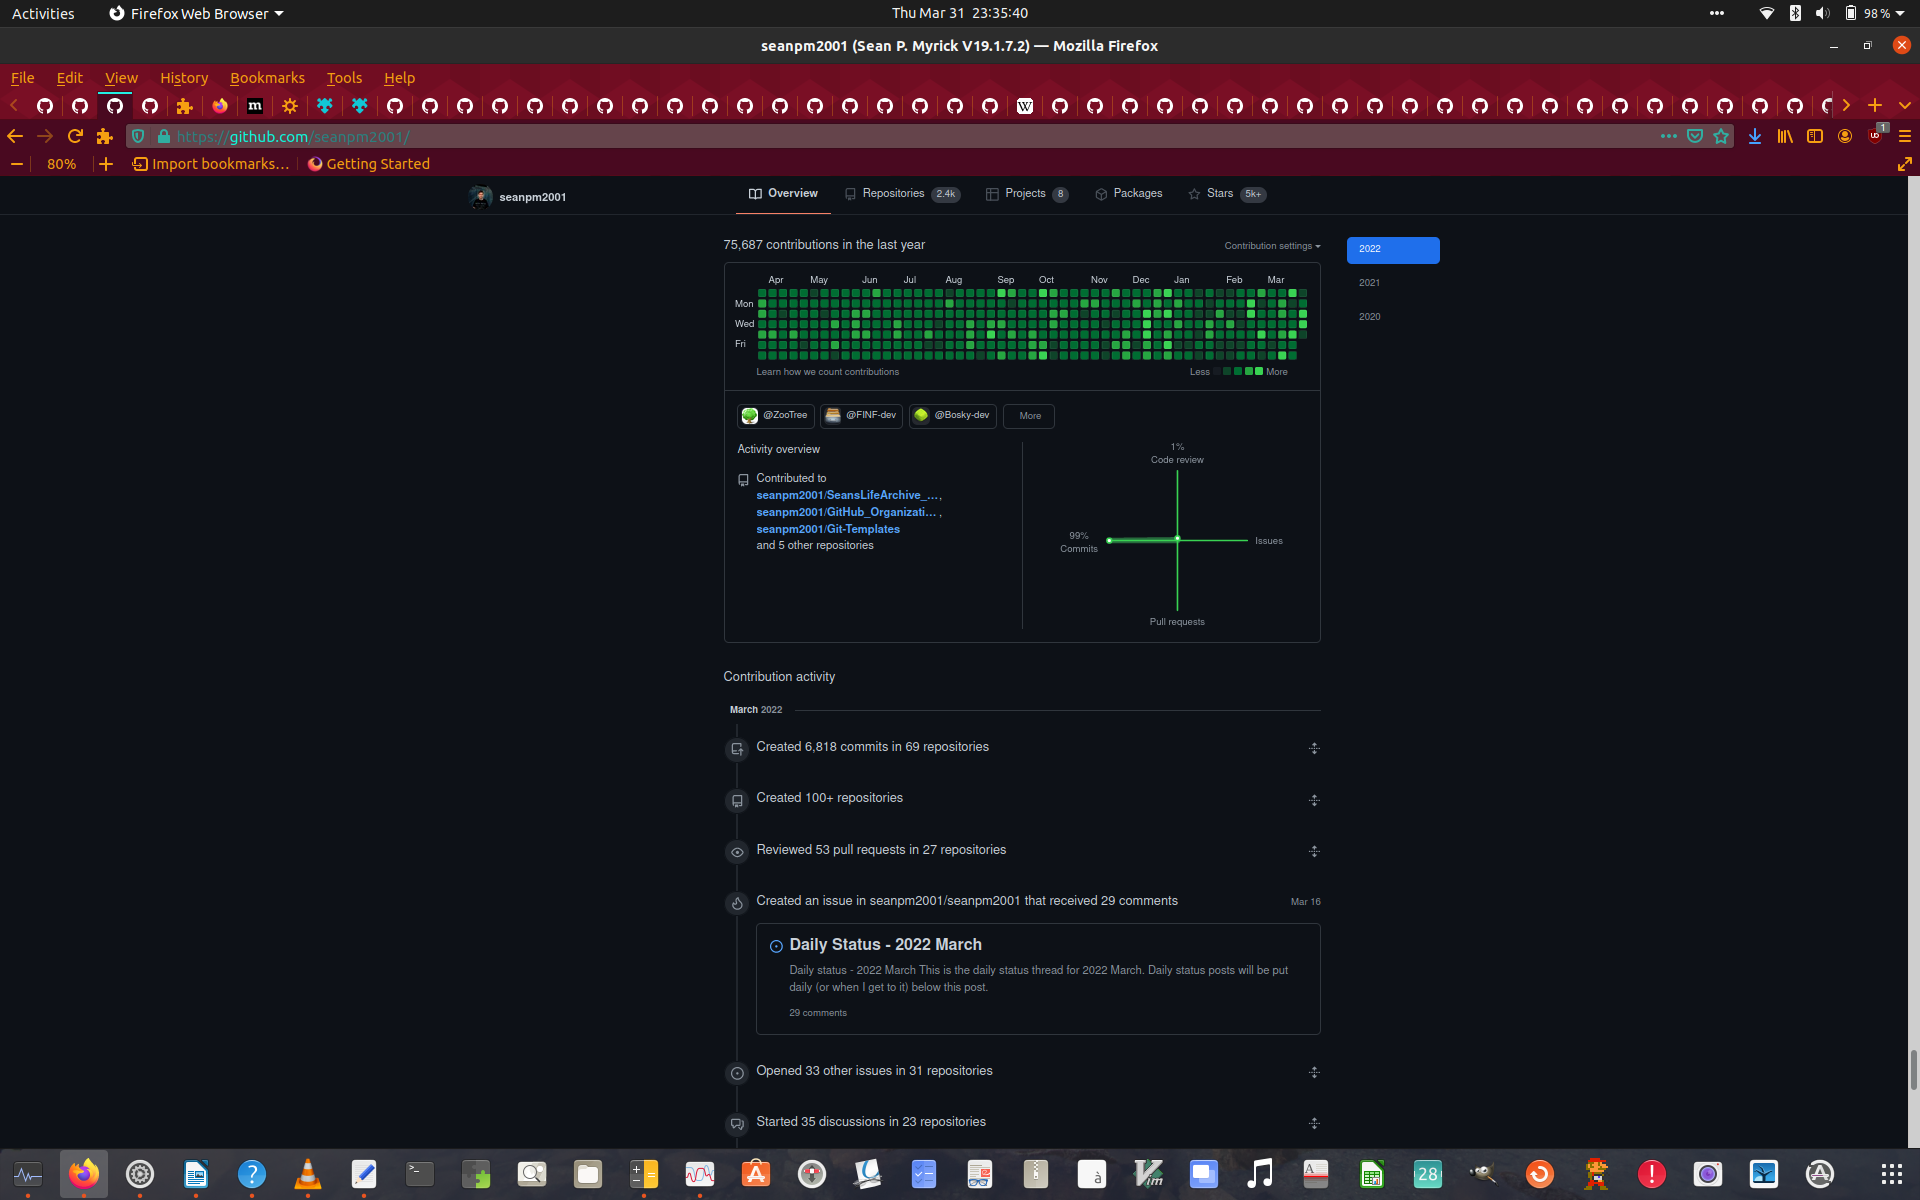 Activities
Firefox Web Browser
Thu Mar 31 23:35:40
98 %
seanpm2001 (Sean P. Myrick V19.1.7.2) — Mozilla Firefox
File Edit View History Bookmarks Tools Help
https://github.com/seanpm2001/
1
80%
Import bookmarks...
Getting Started
seanpm2001
Overview
Repositories 2.4k
Projects 8
Packages
Stars 5k+
75,687 contributions in the last year
Contribution settings
2022
2021
2020
Apr May Jun Jul Aug Sep Oct Nov Dec Jan Feb Mar
Mon
Wed
Fri
Learn how we count contributions
Less More
@ZooTree
@FINF-dev
@Bosky-dev
More
Activity overview
Contributed to
seanpm2001/SeansLifeArchive_... ,
seanpm2001/GitHub_Organizati... ,
seanpm2001/Git-Templates
and 5 other repositories
1%
Code review
99%
Commits
Issues
Pull requests
Contribution activity
March 2022
Created 6,818 commits in 69 repositories
Created 100+ repositories
Reviewed 53 pull requests in 27 repositories
Created an issue in seanpm2001/seanpm2001 that received 29 comments
Mar 16
Daily Status - 2022 March
Daily status - 2022 March This is the daily status thread for 2022 March. Daily status posts will be put
daily (or when I get to it) below this post.
29 comments
Opened 33 other issues in 31 repositories
Started 35 discussions in 23 repositories
28